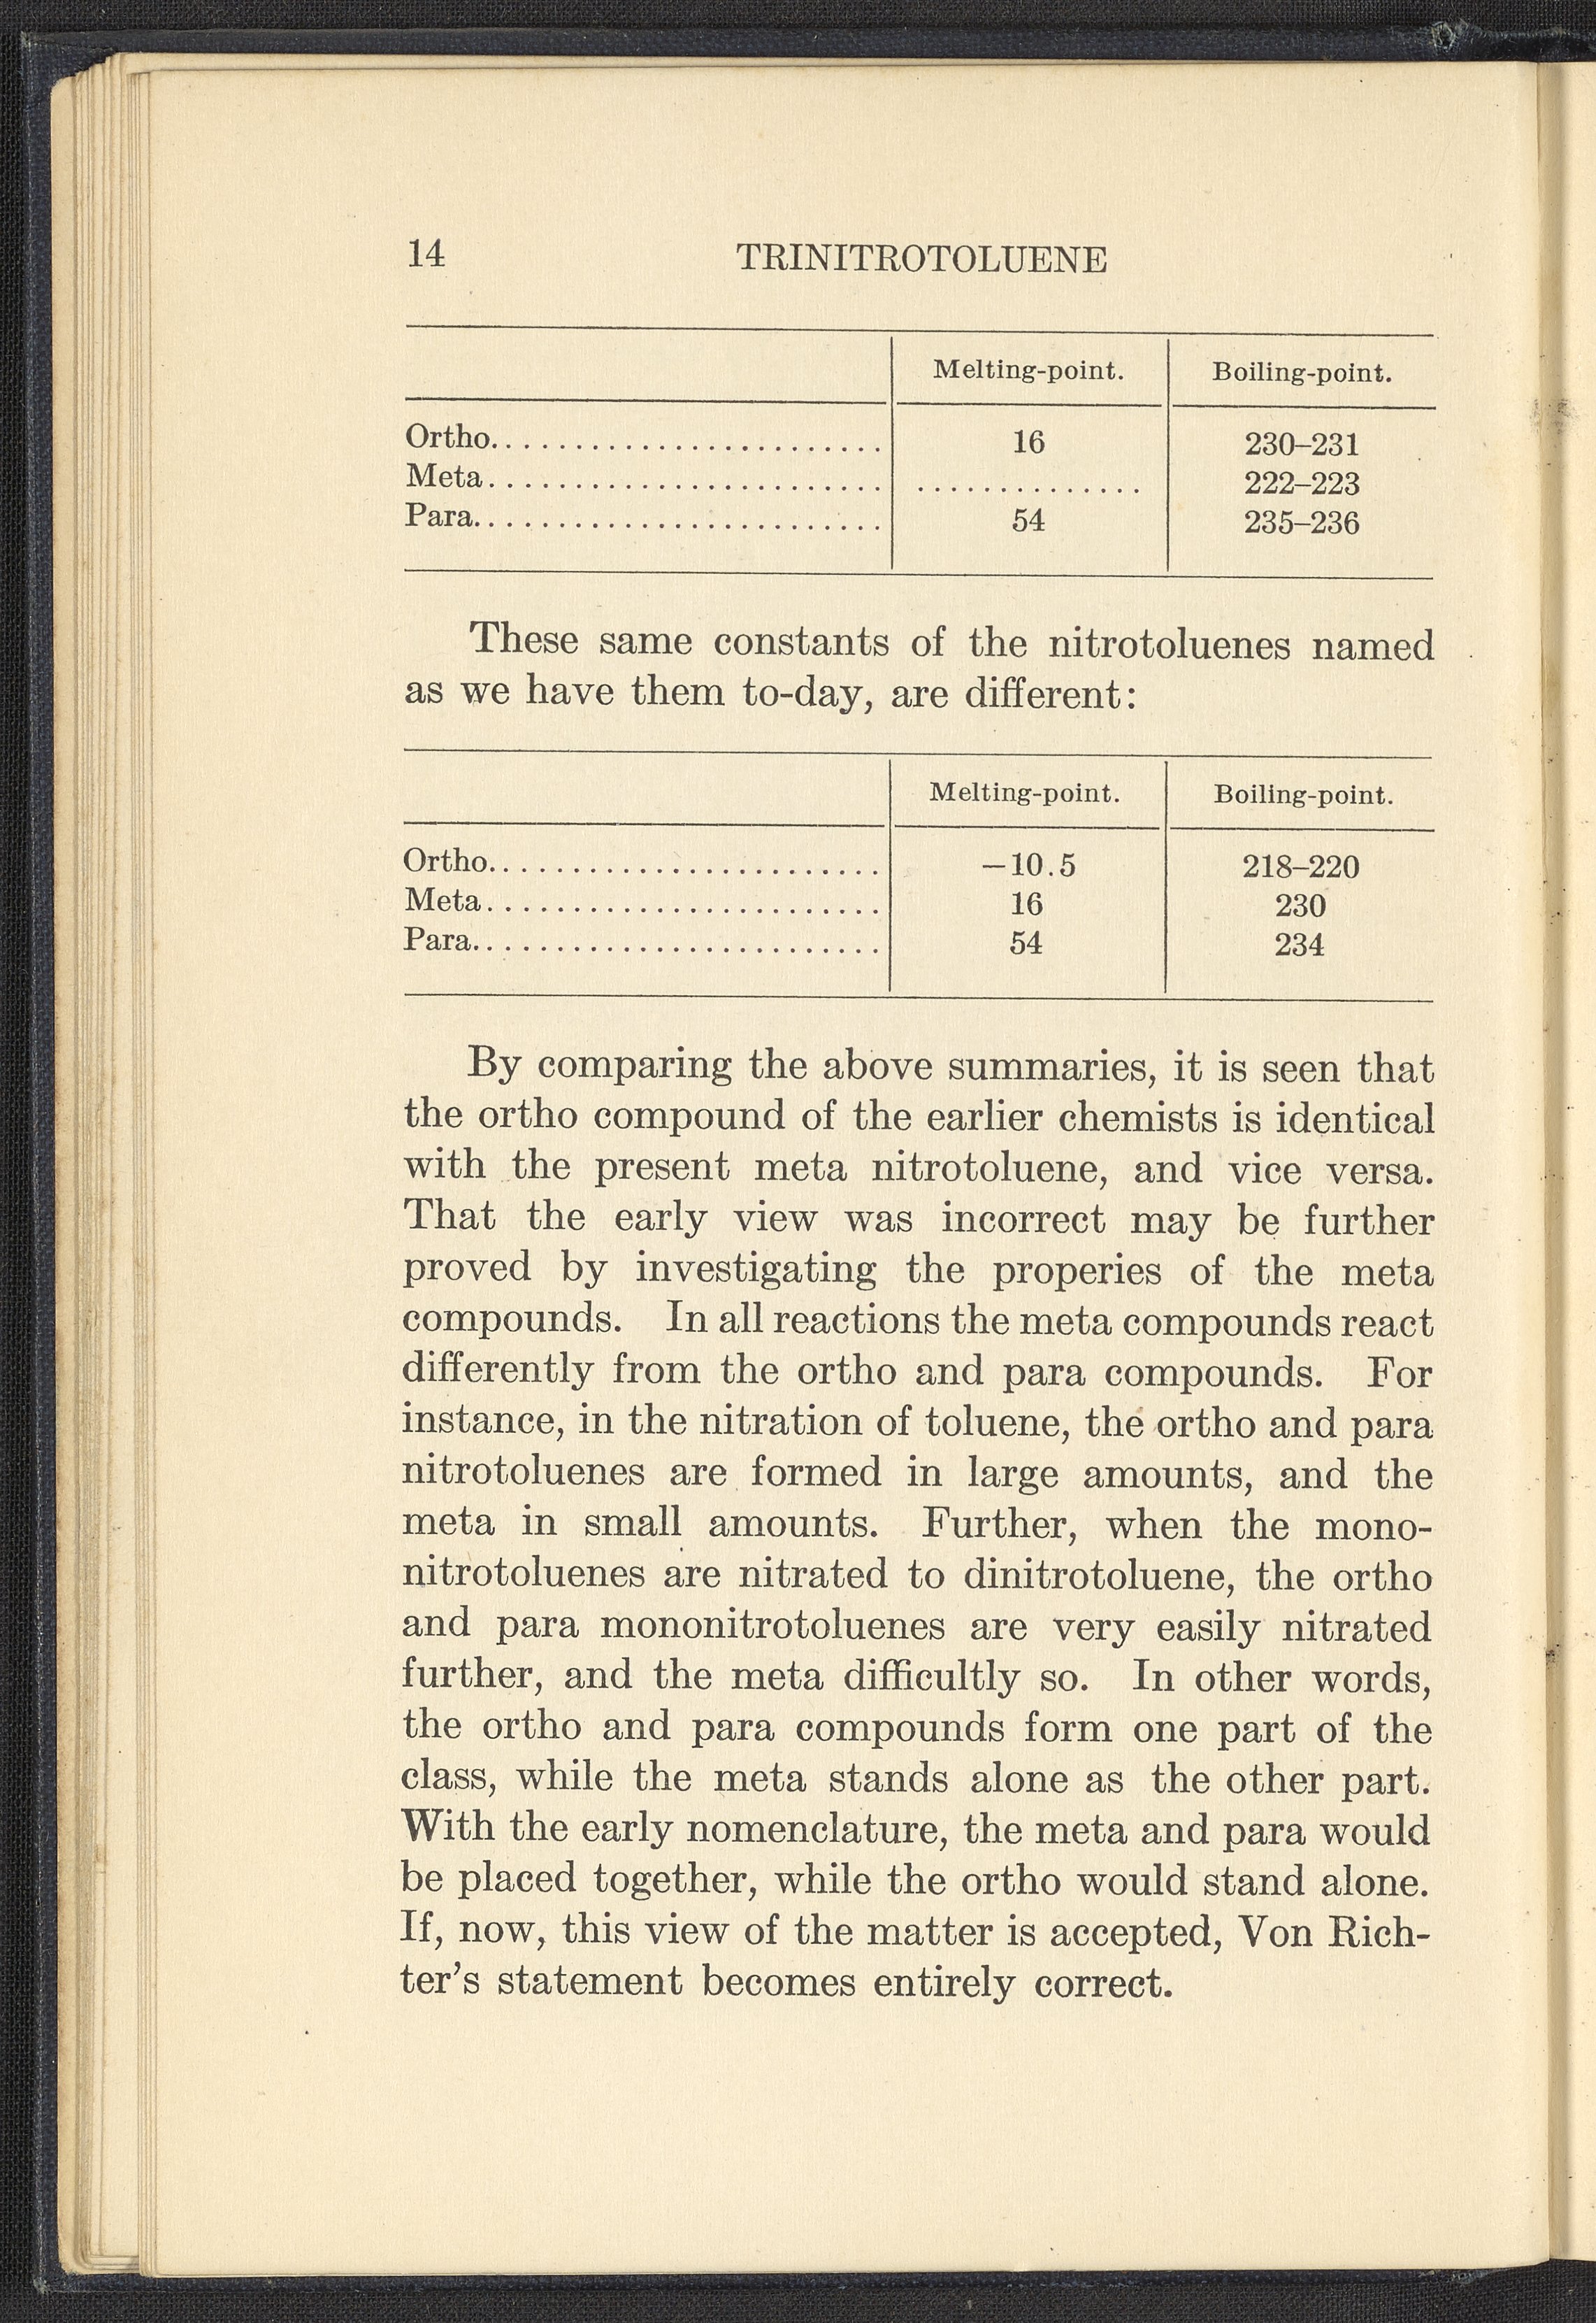 14 TRINITROTOLUENE
Melting-point. Boiling-point.
Ortho........................ 16 230–231
Meta........................ .............. 222–223
Para......................... 54 235–236
These same constants of the nitrotoluenes named
as we have them to-day, are different:
Melting-point. Boiling-point.
Ortho........................ −10.5 218–220
Meta........................ 16 230
Para......................... 54 234
By comparing the above summaries, it is seen that
the ortho compound of the earlier chemists is identical
with the present meta nitrotoluene, and vice versa.
That the early view was incorrect may be further
proved by investigating the properies of the meta
compounds. In all reactions the meta compounds react
differently from the ortho and para compounds. For
instance, in the nitration of toluene, the ortho and para
nitrotoluenes are formed in large amounts, and the
meta in small amounts. Further, when the mono-
nitrotoluenes are nitrated to dinitrotoluene, the ortho
and para mononitrotoluenes are very easily nitrated
further, and the meta difficultly so. In other words,
the ortho and para compounds form one part of the
class, while the meta stands alone as the other part.
With the early nomenclature, the meta and para would
be placed together, while the ortho would stand alone.
If, now, this view of the matter is accepted, Von Rich-
ter's statement becomes entirely correct.